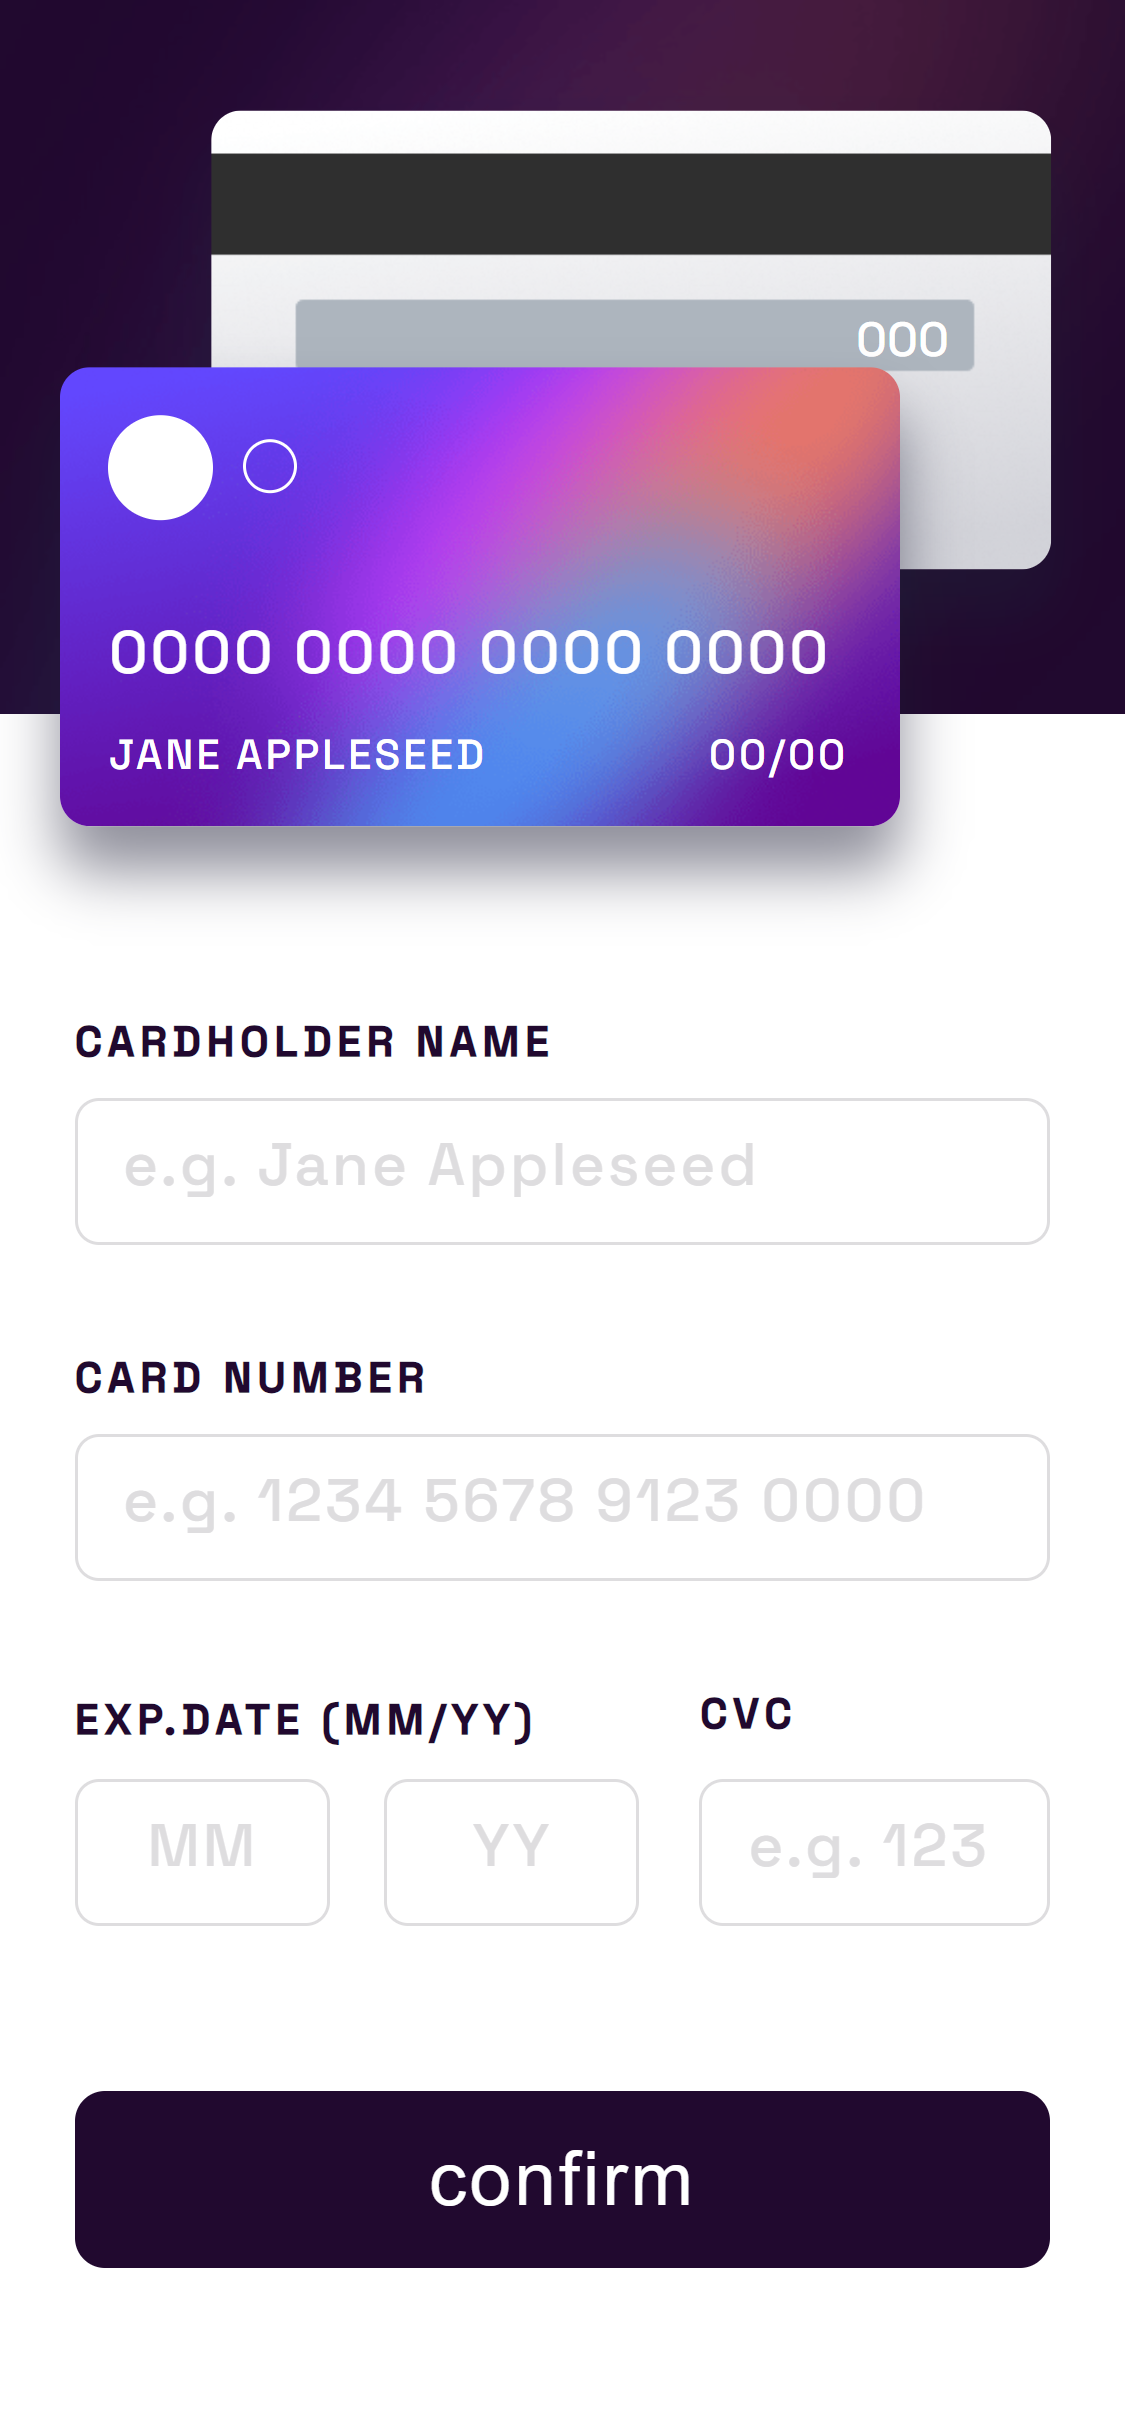 000
0000 0000 0000 0000
JANE APPLESEED 00/00
CARDHOLDER NAME
e.g. Jane Appleseed
CARD NUMBER
e.g. 1234 5678 9123 0000
EXP.DATE (MM/YY) CVC
MM YY e.g. 123
confirm